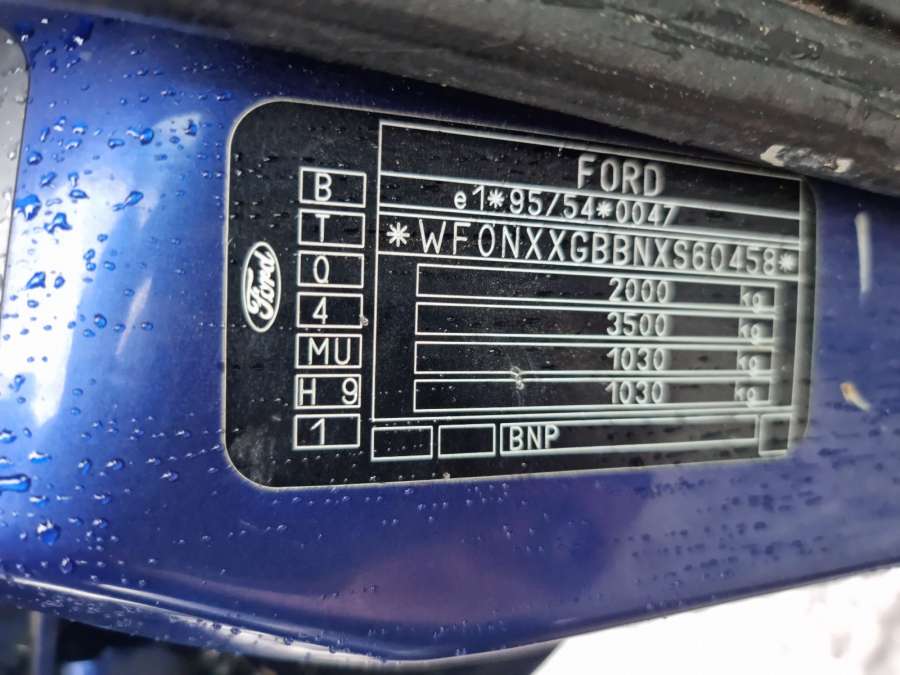 FORD
e1*95/54*0047
*WF0NXXGBBNXS60458*
2000 kg
3500 kg
1030 kg
1030 kg
BNP
B
T
Q
4
MU
H 9
1
Ford